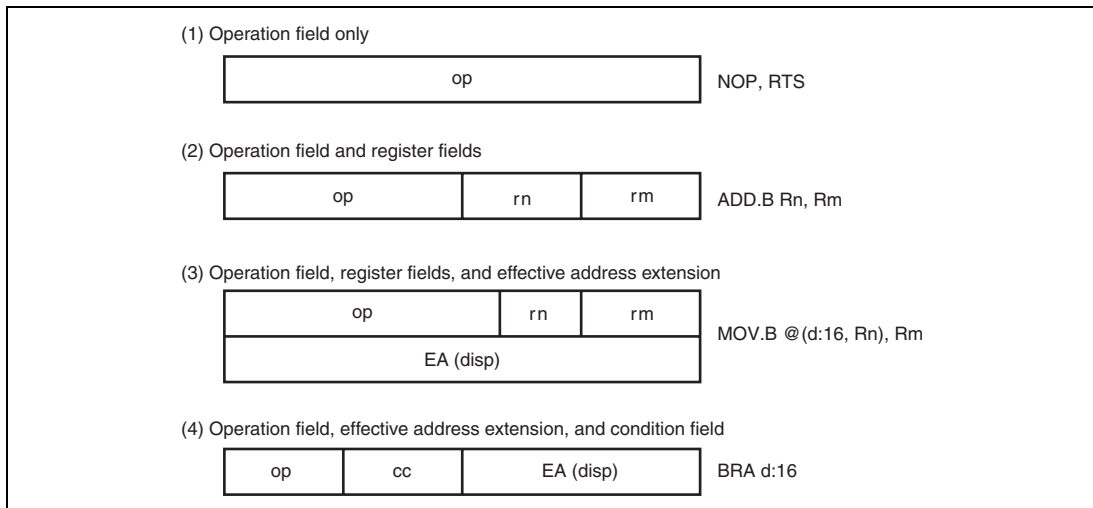 (1) Operation field only
op
NOP, RTS
(2) Operation field and register fields
op rn rm
ADD.B Rn, Rm
(3) Operation field, register fields, and effective address extension
op rn rm
EA (disp)
MOV.B @(d:16, Rn), Rm
(4) Operation field, effective address extension, and condition field
op cc EA (disp)
BRA d:16